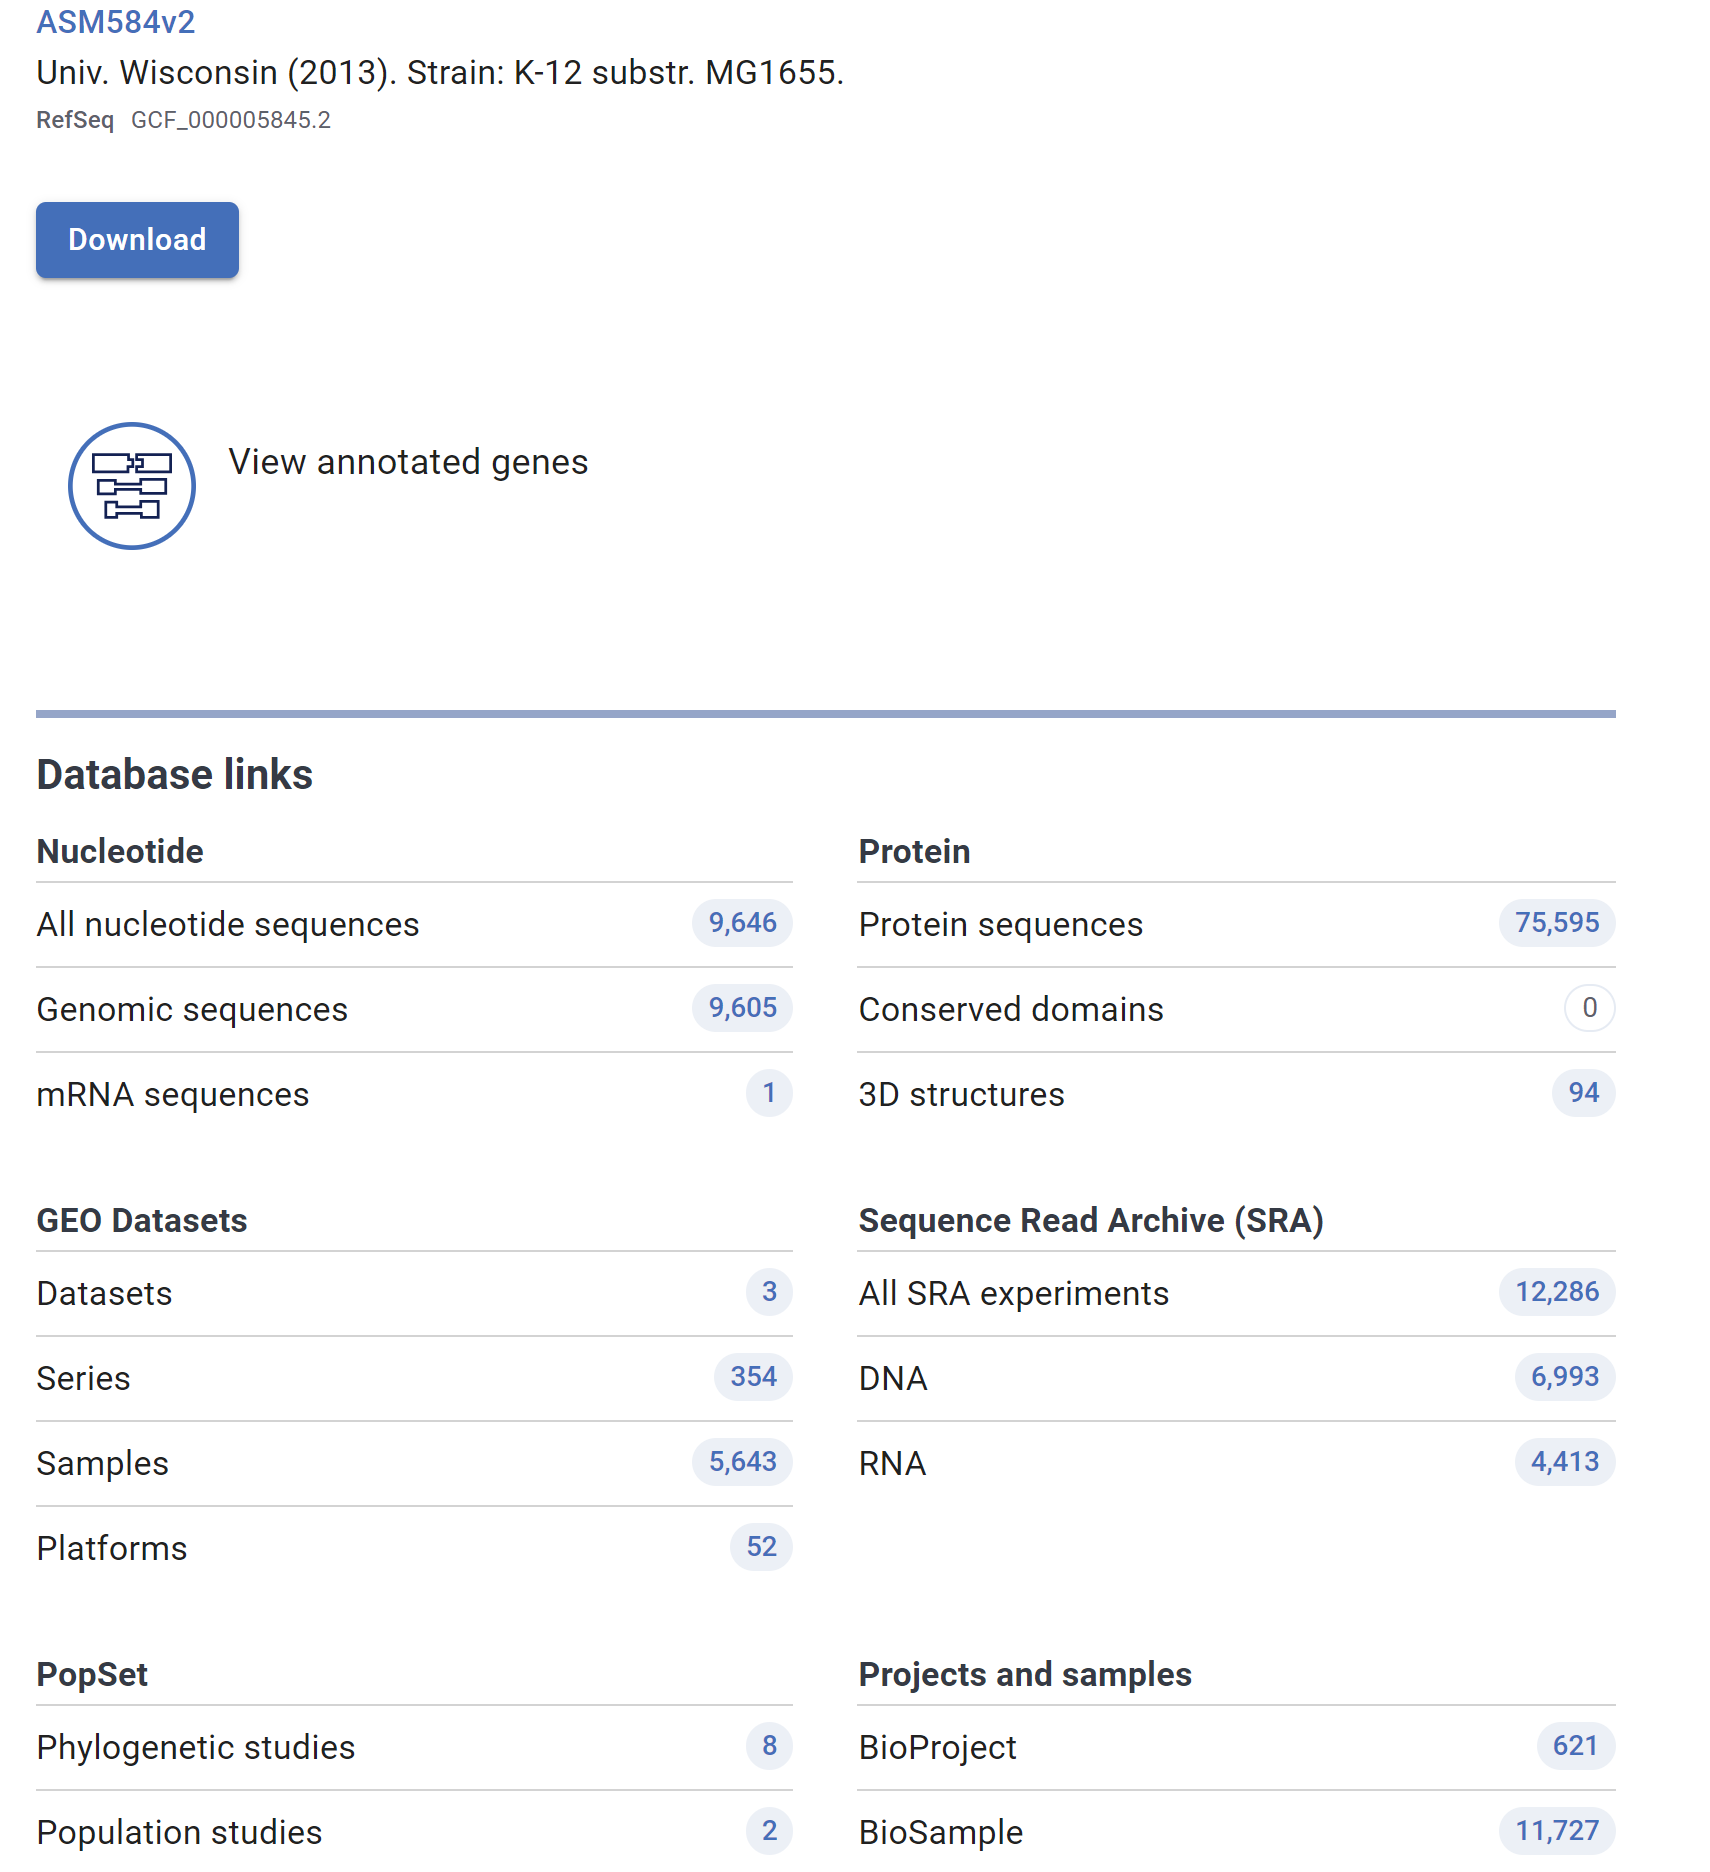 ASM584v2
Univ. Wisconsin (2013). Strain: K-12 substr. MG1655.
RefSeq GCF_000005845.2
Download
View annotated genes
Database links
Nucleotide
All nucleotide sequences 9,646
Genomic sequences 9,605
mRNA sequences 1
Protein
Protein sequences 75,595
Conserved domains 0
3D structures 94
GEO Datasets
Datasets 3
Series 354
Samples 5,643
Platforms 52
Sequence Read Archive (SRA)
All SRA experiments 12,286
DNA 6,993
RNA 4,413
PopSet
Phylogenetic studies 8
Population studies 2
Projects and samples
BioProject 621
BioSample 11,727